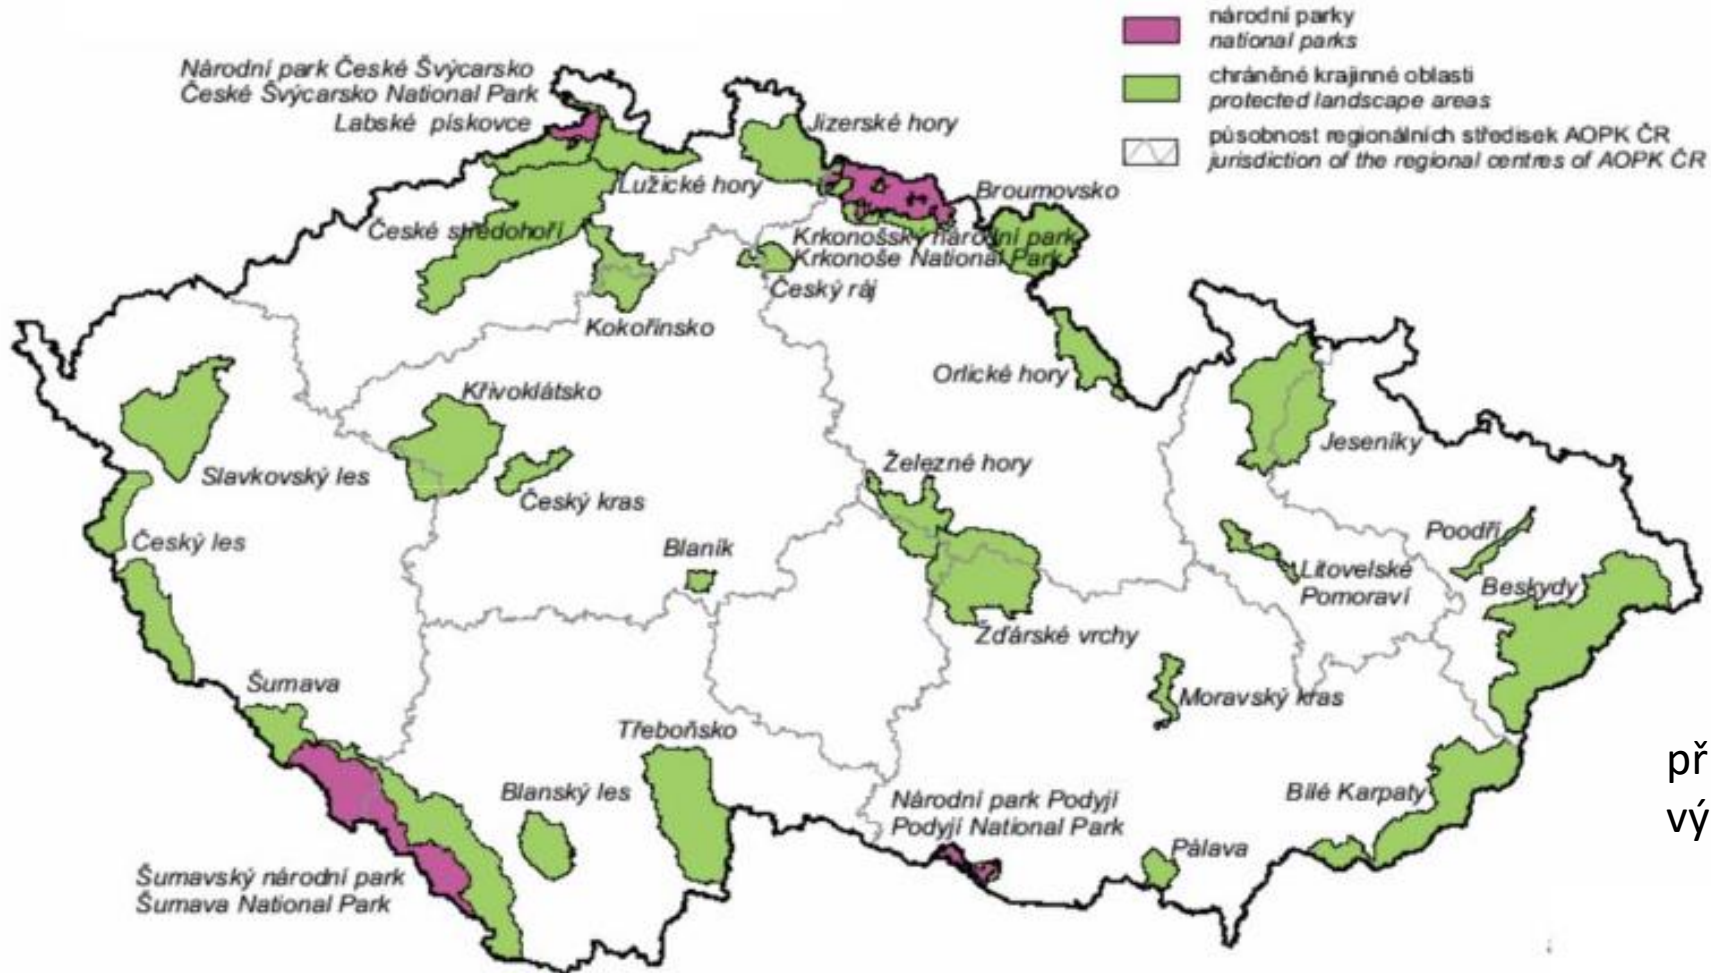 národní parky
national parks
chráněné krajinné oblasti
protected landscape areas
působnost regionálních středisek AOPK ČR
jurisdiction of the regional centres of AOPK ČR
Národní park České Švýcarsko
České Švýcarsko National Park
Labské pískovce
Jizerské hory
Lužické hory
Broumovsko
České středohoří
Krkonošský národní park
Krkonoše National Park
Český ráj
Kokořínsko
Orlické hory
Křivoklátsko
Jeseníky
Slavkovský les
Železné hory
Český kras
Český les
Blaník
Poodří
Litovelské
Pomoraví
Beskydy
Žďárské vrchy
Šumava
Moravský kras
Třeboňsko
Blanský les
Národní park Podyjí
Podyjí National Park
Bílé Karpaty
Pálava
Šumavský národní park
Šumava National Park
př
vý